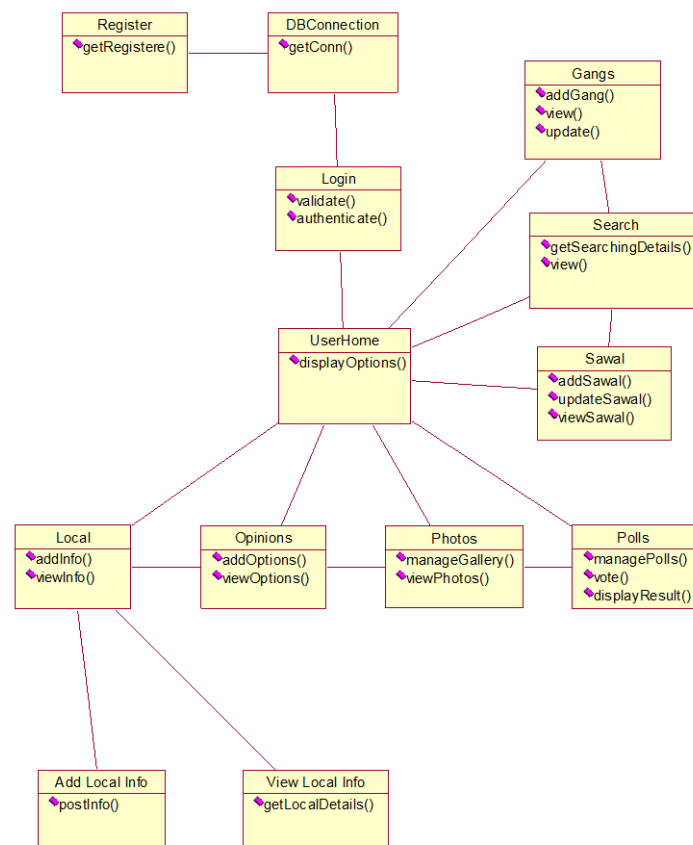 Register
getRegistere()
DBConnection
getConn()
Gangs
addGang()
view()
update()
Login
validate()
authenticate()
Search
getSearchingDetails()
view()
UserHome
displayOptions()
Sawal
addSawal()
updateSawal()
viewSawal()
Local
addInfo()
viewInfo()
Opinions
addOptions()
viewOptions()
Photos
manageGallery()
viewPhotos()
Polls
managePolls()
vote()
displayResult()
Add Local Info
postInfo()
View Local Info
getLocalDetails()